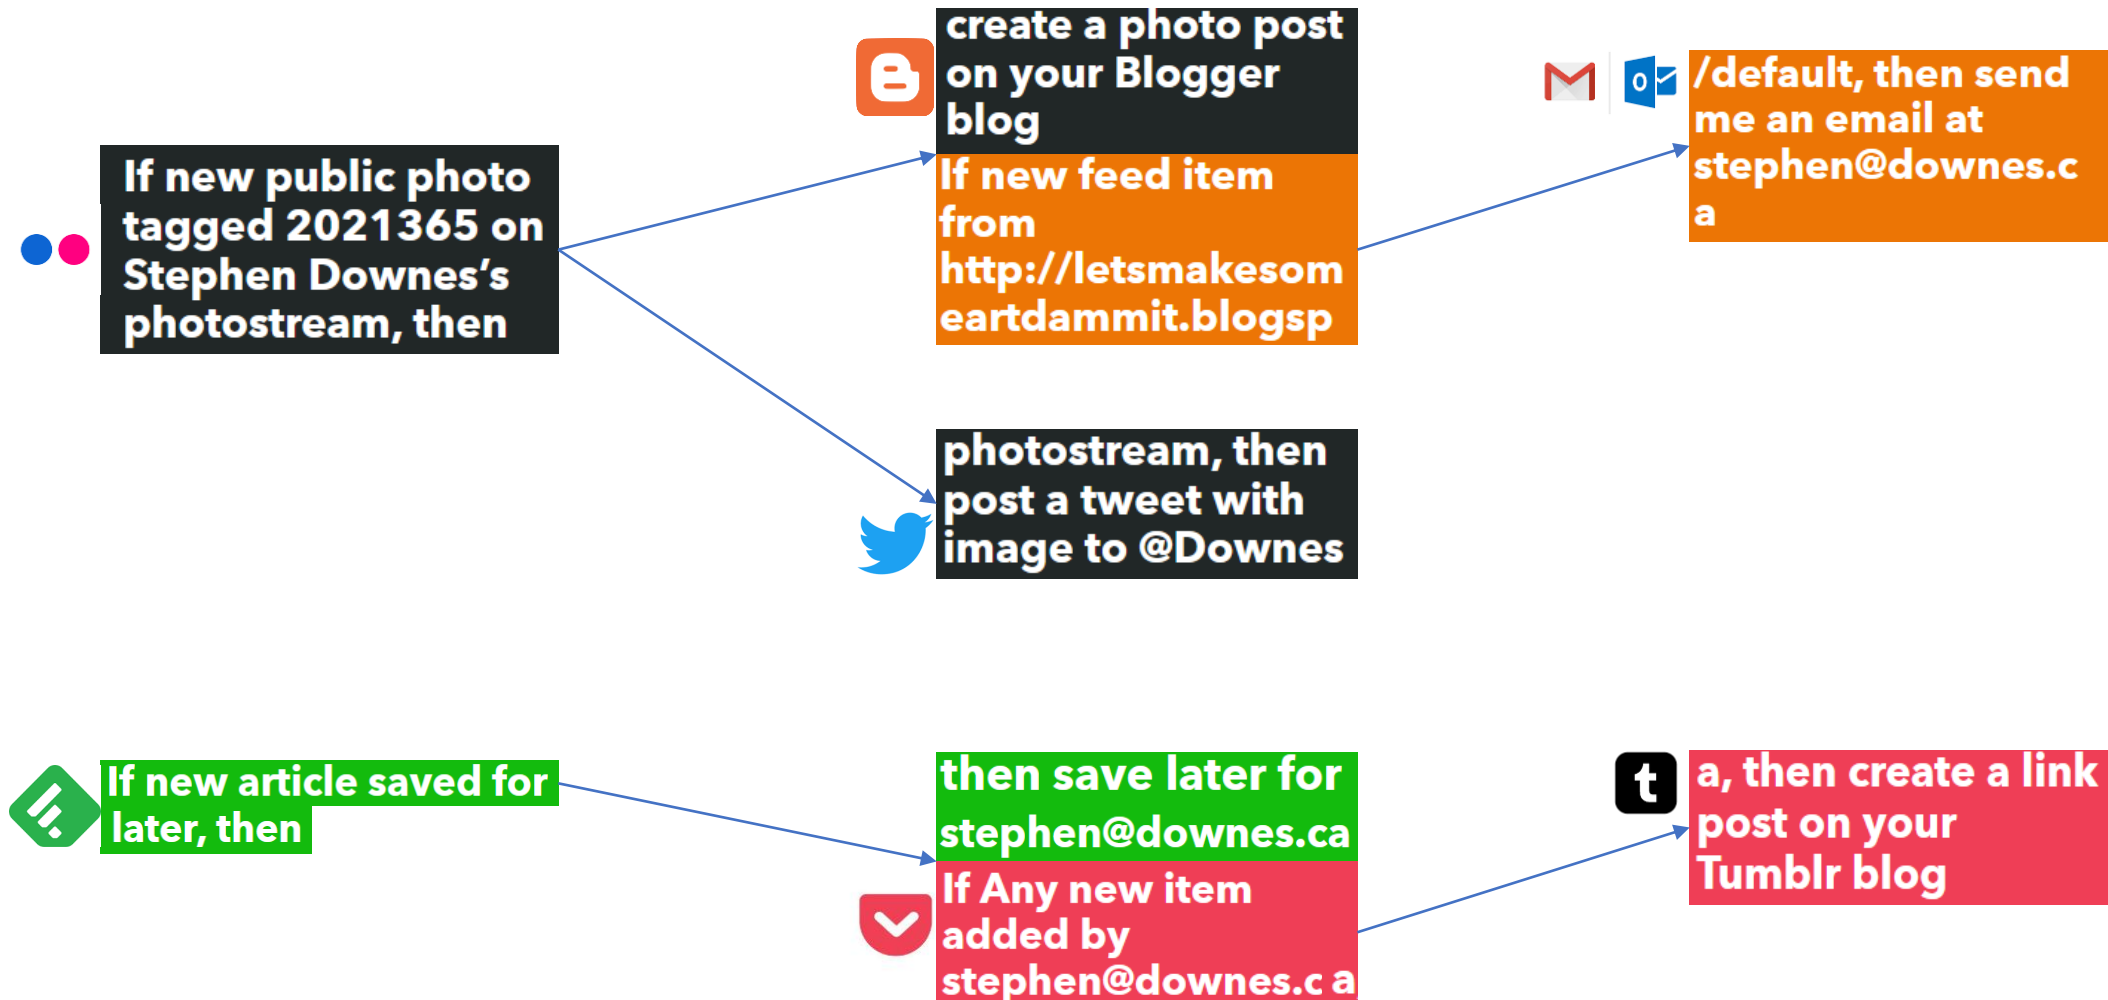 If new public photo
tagged 2021365 on
Stephen Downes's
photostream, then
create a photo post
on your Blogger
blog
If new feed item
from
http://letsmakesom
eartdammit.blogsp
/default, then send
me an email at
stephen@downes.c
a
photostream, then
post a tweet with
image to @Downes
If new article saved for
later, then
then save later for
stephen@downes.ca
If Any new item
added by
stephen@downes.c a
a, then create a link
post on your
Tumblr blog